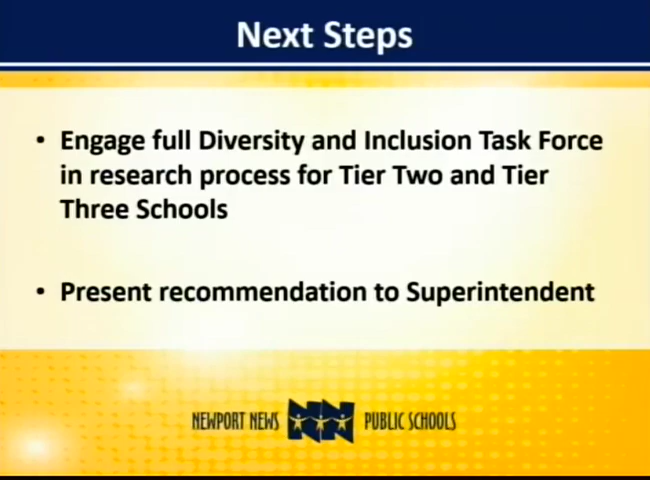 Next Steps
• Engage full Diversity and Inclusion Task Force
in research process for Tier Two and Tier
Three Schools
• Present recommendation to Superintendent
NEWPORT NEWS NN PUBLIC SCHOOLS